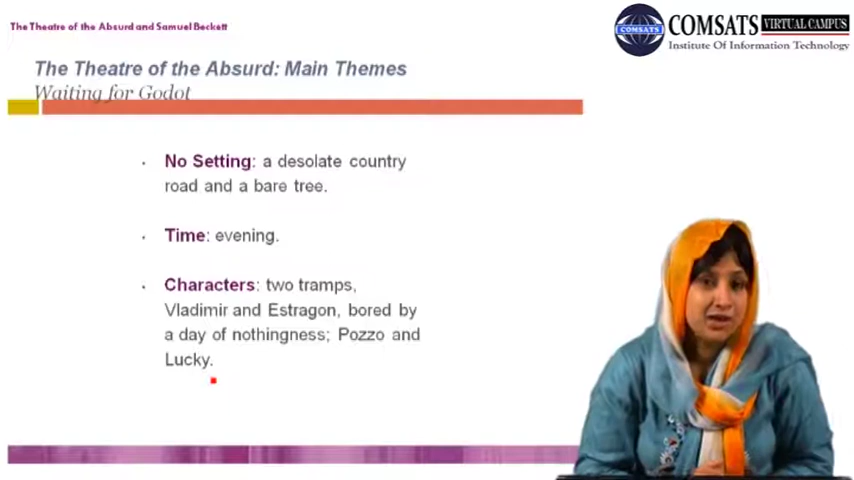 The Theatre of the Absurd and Samuel Beckett
COMSATS
COMSATS VIRTUAL CAMPUS
Institute Of Information Technology
The Theatre of the Absurd: Main Themes
Waiting for Godot
No Setting: a desolate country
road and a bare tree.
Time: evening.
Characters: two tramps,
Vladimir and Estragon, bored by
a day of nothingness; Pozzo and
Lucky.